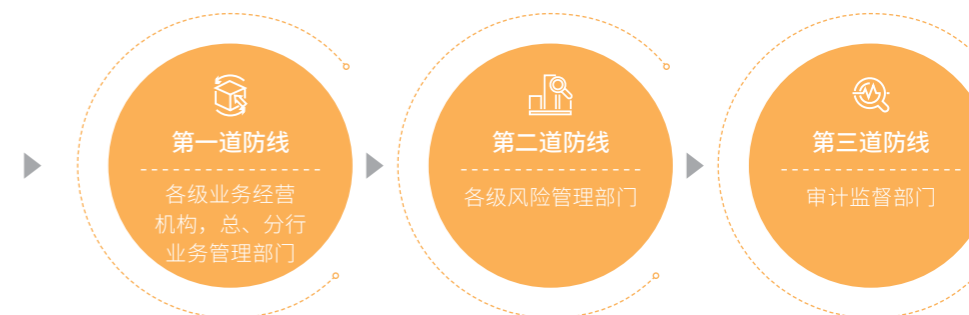 第一道防线
各级业务经营
机构，总、分行
业务管理部门
第二道防线
各级风险管理部门
第三道防线
审计监督部门